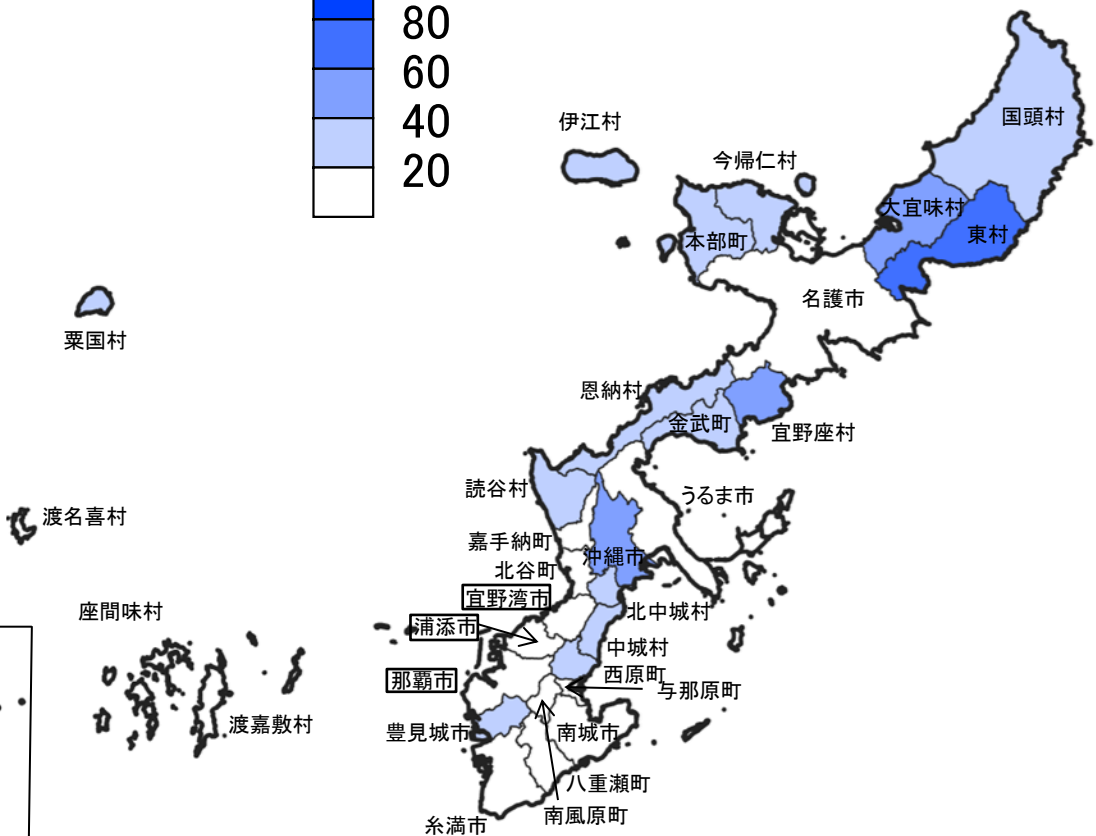 80
60
40
20
伊江村
国頭村
今帰仁村
大宜味村
東村
本部町
名護市
粟国村
恩納村
金武町
宜野座村
読谷村
うるま市
渡名喜村
嘉手納町
沖縄市
北谷町
宜野湾市
座間味村
北中城村
浦添市
中城村
西原町
那覇市
与那原町
渡嘉敷村
豊見城市
南城市
八重瀬町
南風原町
糸満市